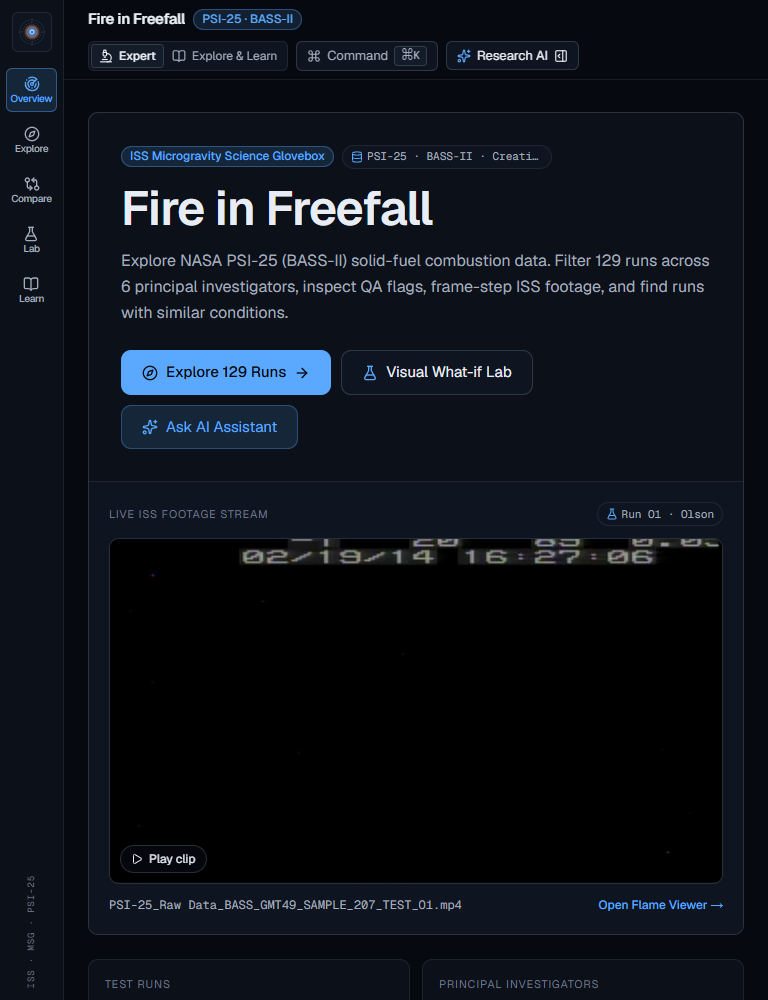 Fire in Freefall PSI-25 · BASS-II
Expert Explore & Learn Command ⌘K Research AI
Overview
Explore
Compare
Lab
Learn
ISS · MSG · PSI-25
ISS Microgravity Science Glovebox PSI-25 · BASS-II · Creati…
Fire in Freefall
Explore NASA PSI-25 (BASS-II) solid-fuel combustion data. Filter 129 runs across
6 principal investigators, inspect QA flags, frame-step ISS footage, and find runs
with similar conditions.
Explore 129 Runs → Visual What-if Lab
Ask AI Assistant
LIVE ISS FOOTAGE STREAM Run 01 · Olson
02/19/14 16:27:06
Play clip
PSI-25_Raw Data_BASS_GMT49_SAMPLE_207_TEST_01.mp4 Open Flame Viewer →
TEST RUNS PRINCIPAL INVESTIGATORS